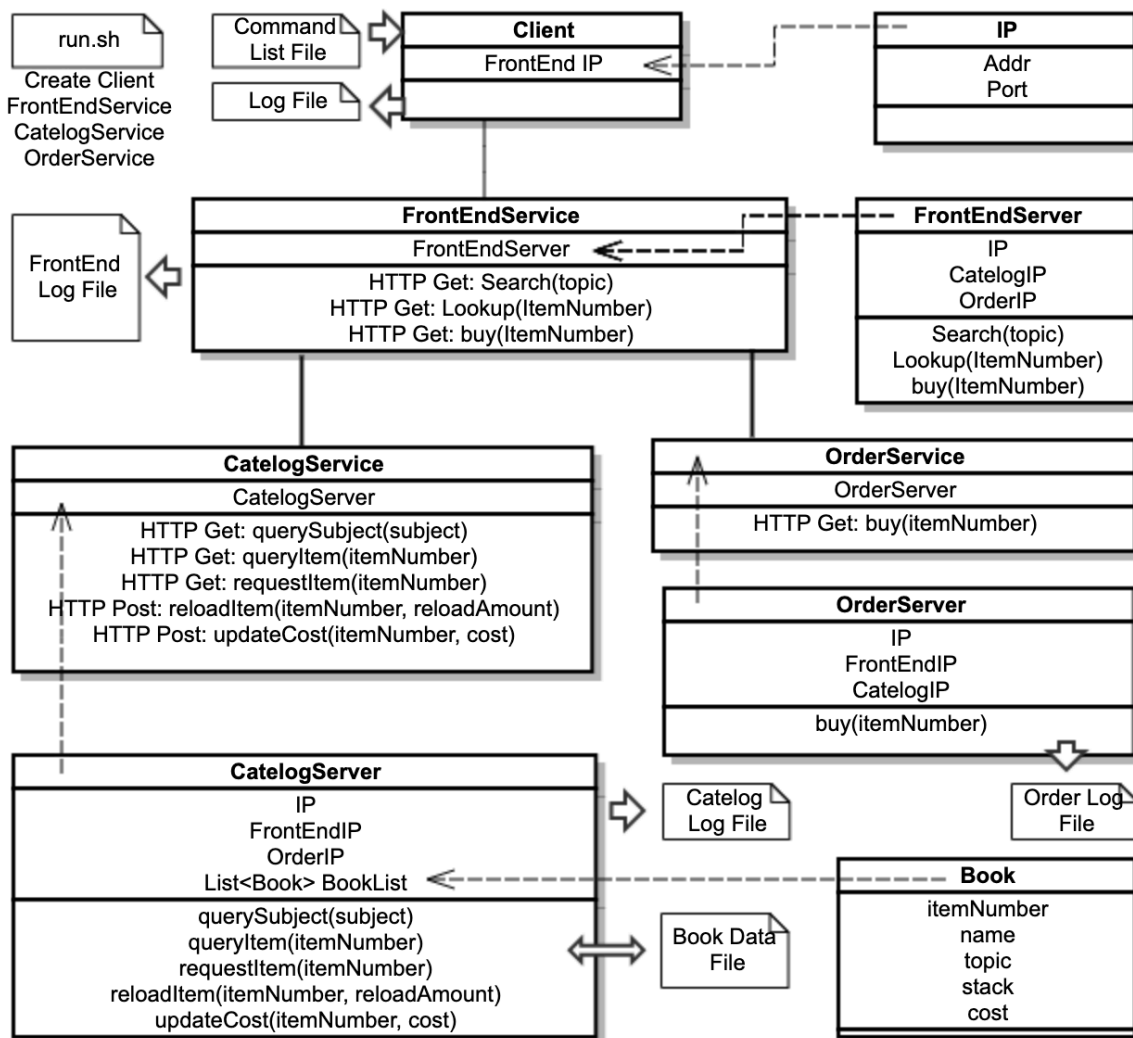 run.sh
Create Client
FrontEndService
CatelogService
OrderService
Command
List File
Log File
Client
FrontEnd IP
IP
Addr
Port
FrontEnd
Log File
FrontEndService
FrontEndServer
HTTP Get: Search(topic)
HTTP Get: Lookup(ItemNumber)
HTTP Get: buy(ItemNumber)
FrontEndServer
IP
CatelogIP
OrderIP
Search(topic)
Lookup(ItemNumber)
buy(ItemNumber)
CatelogService
CatelogServer
HTTP Get: querySubject(subject)
HTTP Get: queryItem(itemNumber)
HTTP Get: requestItem(itemNumber)
HTTP Post: reloadItem(itemNumber, reloadAmount)
HTTP Post: updateCost(itemNumber, cost)
OrderService
OrderServer
HTTP Get: buy(itemNumber)
OrderServer
IP
FrontEndIP
CatelogIP
buy(itemNumber)
CatelogServer
IP
FrontEndIP
OrderIP
List<Book> BookList
querySubject(subject)
queryItem(itemNumber)
requestItem(itemNumber)
reloadItem(itemNumber, reloadAmount)
updateCost(itemNumber, cost)
Catelog
Log File
Order Log
File
Book Data
File
Book
itemNumber
name
topic
stack
cost